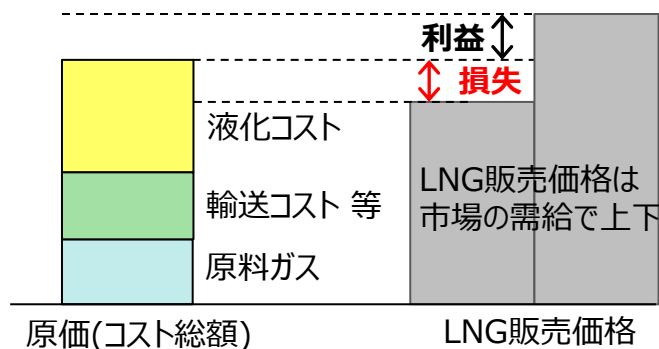 利益
損失
液化コスト
輸送コスト 等
原料ガス
LNG販売価格は
市場の需給で上下
原価(コスト総額)
LNG販売価格